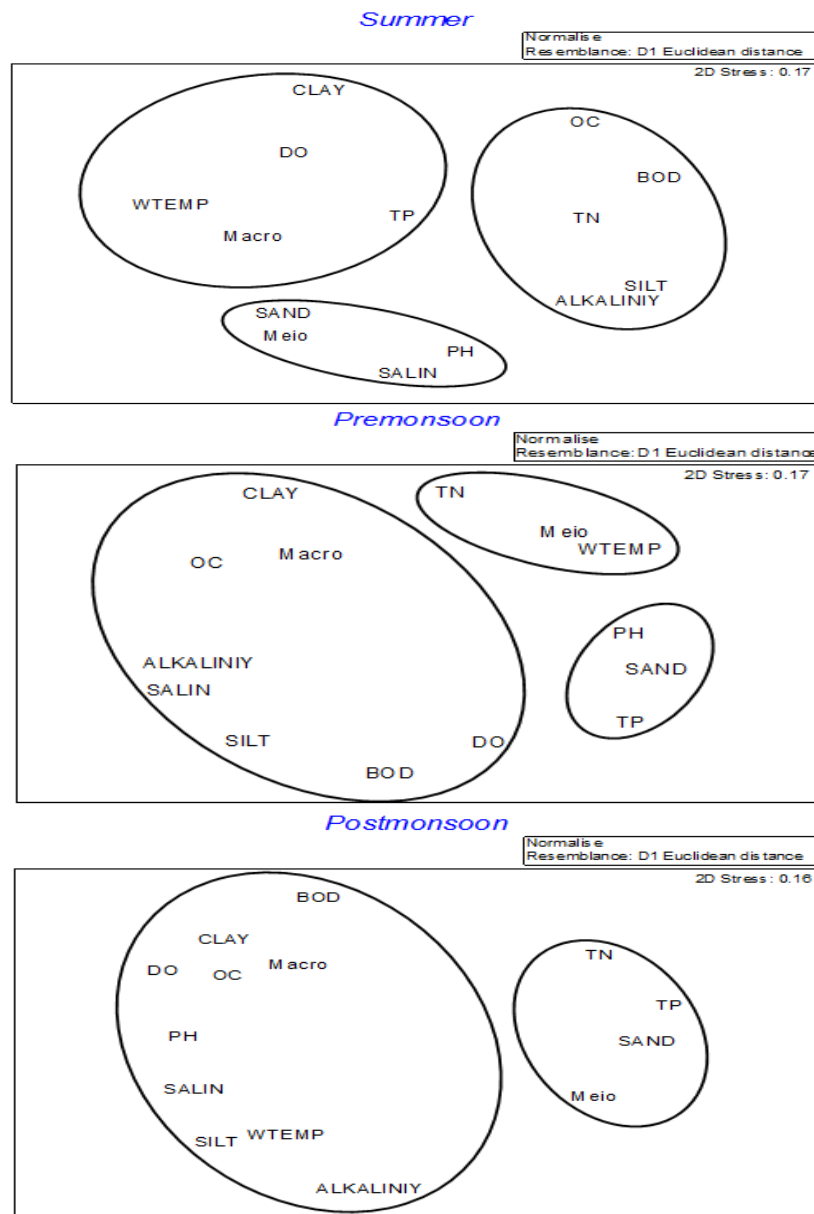 Summer
Normalise
Resemblance: D1 Euclidean distance
2D Stress: 0.17
CLAY
OC
DO
BOD
WTEMP
TP
TN
Macro
SILT
ALKALINIY
SAND
Meio
PH
SALIN
Premonsoon
Normalise
Resemblance: D1 Euclidean distance
2D Stress: 0.17
CLAY
TN
Meio
WTEMP
Macro
OC
PH
ALKALINIY
SAND
SALIN
TP
SILT
DO
BOD
Postmonsoon
Normalise
Resemblance: D1 Euclidean distance
2D Stress: 0.16
BOD
CLAY
TN
DO
OC
Macro
TP
PH
SAND
SALIN
Meio
SILT
WTEMP
ALKALINIY